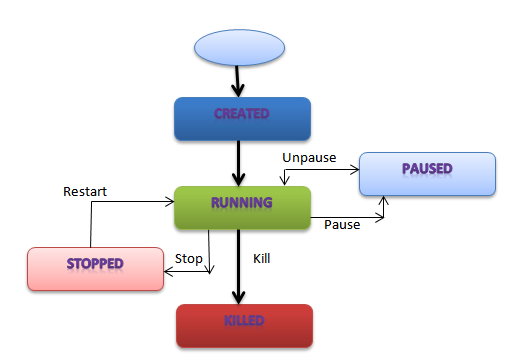 CREATED
Unpause
PAUSED
Restart
RUNNING
Pause
STOPPED
Stop
Kill
KILLED